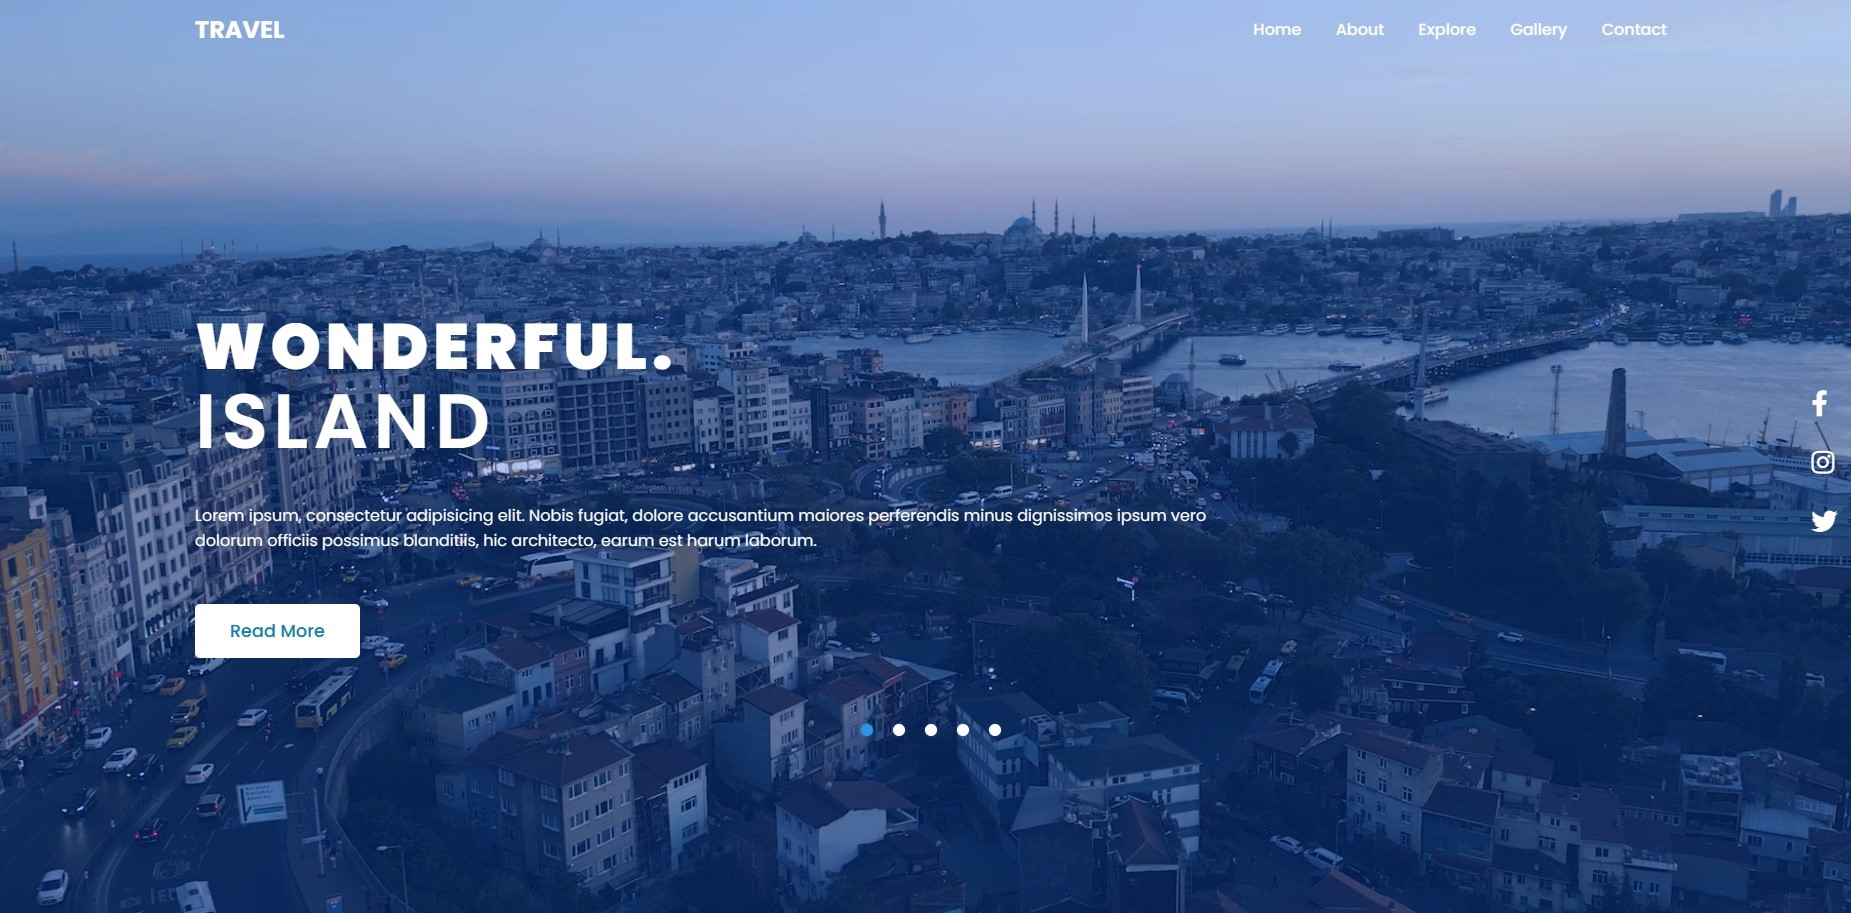 TRAVEL
Home About Explore Gallery Contact
WONDERFUL.
ISLAND
Lorem ipsum, consectetur adipisicing elit. Nobis fugiat, dolore accusantium maiores perferendis minus dignissimos ipsum vero
dolorum officiis possimus blanditiis, hic architecto, earum est harum laborum.
Read More